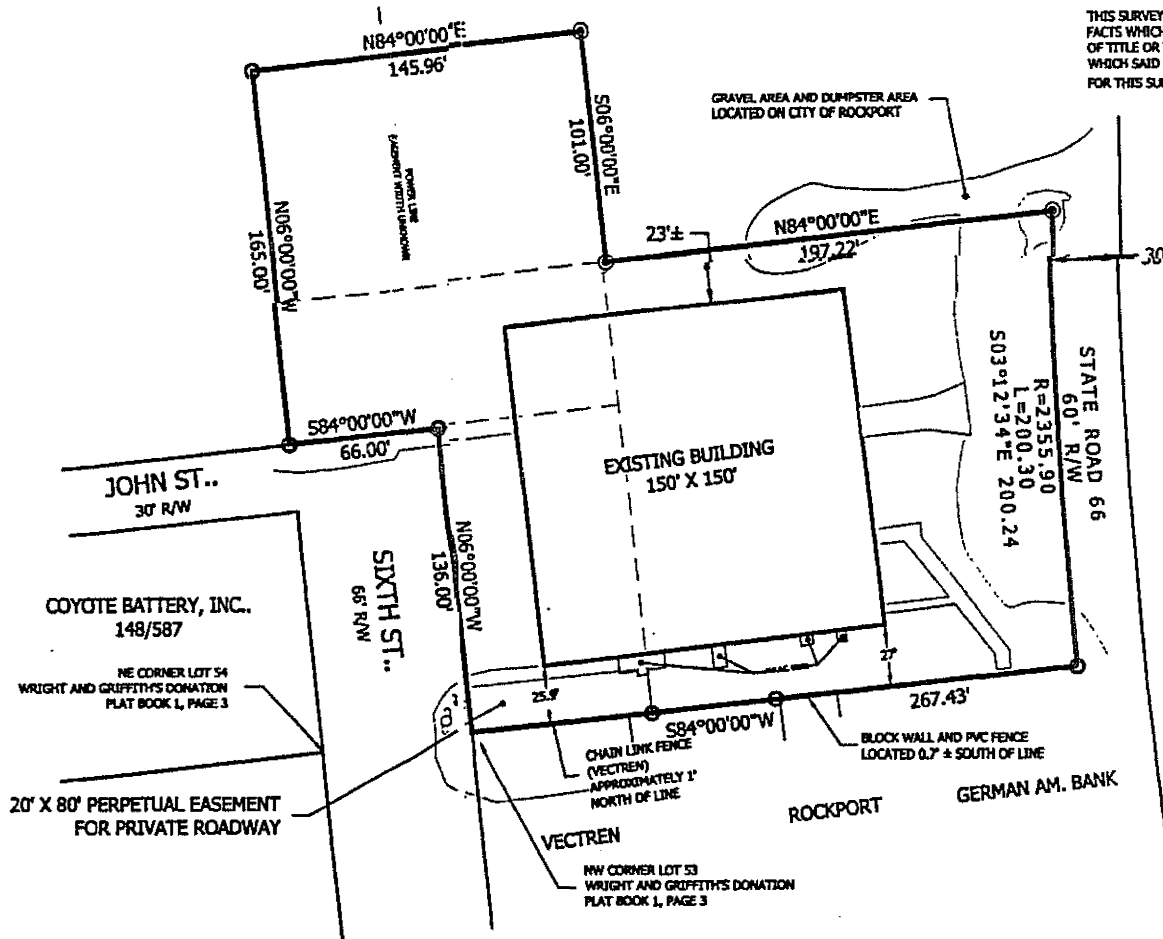 THIS SURVEY
FACTS WHICH
OF TITLE OR
WHICH SAID
FOR THIS SU
N84°00'00"E
145.96'
S06°00'00"E
101.00'
GRAVEL AREA AND DUMPSTER AREA
LOCATED ON CITY OF ROCKPORT
POWER LINE
EASEMENT WIDTH UNKNOWN
N06°00'00"W
165.00'
N84°00'00"E
197.22'
23'±
30
STATE ROAD 66
60' R/W
R=2355.90
L=200.30
S03°12'34"E 200.24
S84°00'00"W
66.00'
JOHN ST..
30' R/W
EXISTING BUILDING
150' X 150'
N06°00'00"W
136.00'
SIXTH ST..
66' R/W
COYOTE BATTERY, INC..
148/587
NE CORNER LOT 54
WRIGHT AND GRIFFITH'S DONATION
PLAT BOOK 1, PAGE 3
25.9'
27'
S84°00'00"W
267.43'
CHAIN LINK FENCE
(VECTREN)
APPROXIMATELY 1'
NORTH OF LINE
BLOCK WALL AND PVC FENCE
LOCATED 0.7' ± SOUTH OF LINE
20' X 80' PERPETUAL EASEMENT
FOR PRIVATE ROADWAY
VECTREN
ROCKPORT
GERMAN AM. BANK
NW CORNER LOT 53
WRIGHT AND GRIFFITH'S DONATION
PLAT BOOK 1, PAGE 3